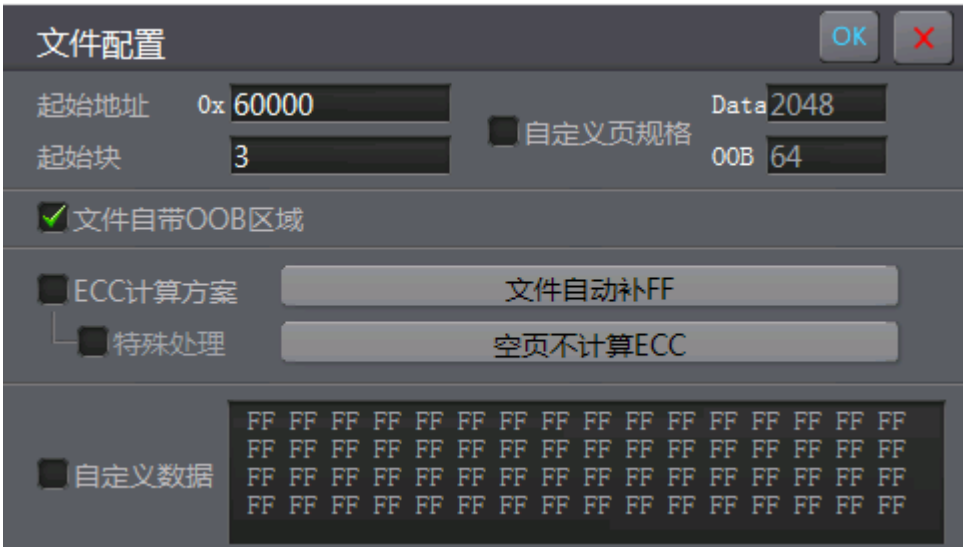 文件配置 OK
起始地址 0x 60000 Data 2048
自定义页规格
起始块 3 OOB 64
文件自带OOB区域
ECC计算方案 文件自动补FF
特殊处理 空页不计算ECC
自定义数据
FF FF FF FF FF FF FF FF FF FF FF FF FF FF FF FF
FF FF FF FF FF FF FF FF FF FF FF FF FF FF FF FF
FF FF FF FF FF FF FF FF FF FF FF FF FF FF FF FF
FF FF FF FF FF FF FF FF FF FF FF FF FF FF FF FF